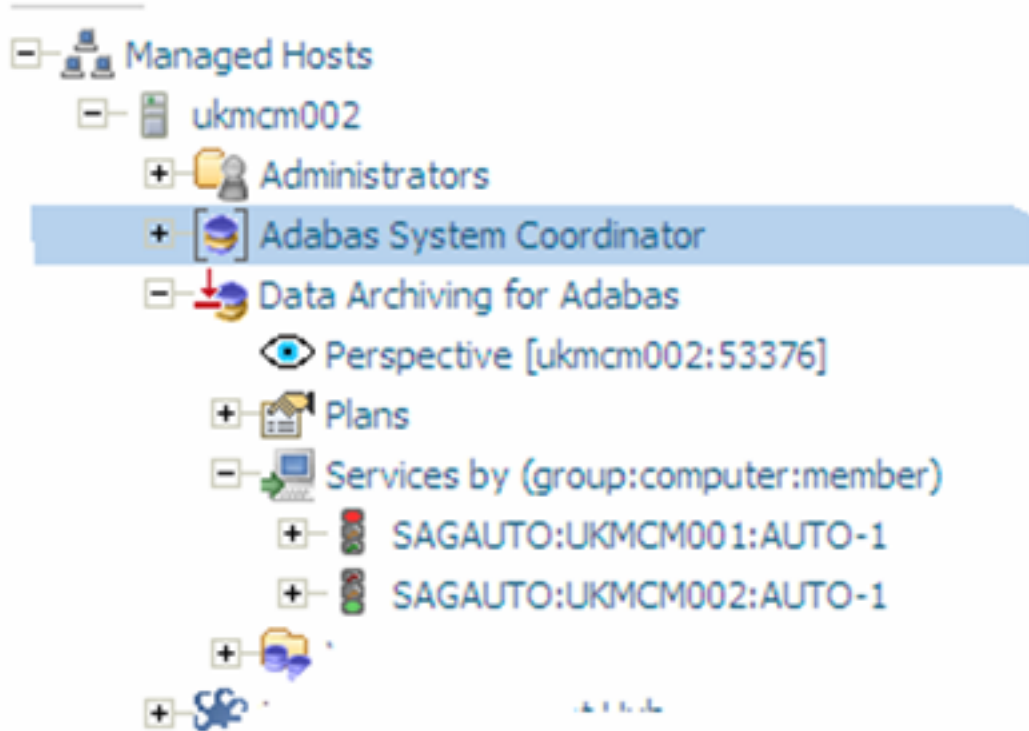 Managed Hosts
ukmcm002
Administrators
Adabas System Coordinator
Data Archiving for Adabas
Perspective [ukmcm002:53376]
Plans
Services by (group:computer:member)
SAGAUTO:UKMCM001:AUTO-1
SAGAUTO:UKMCM002:AUTO-1